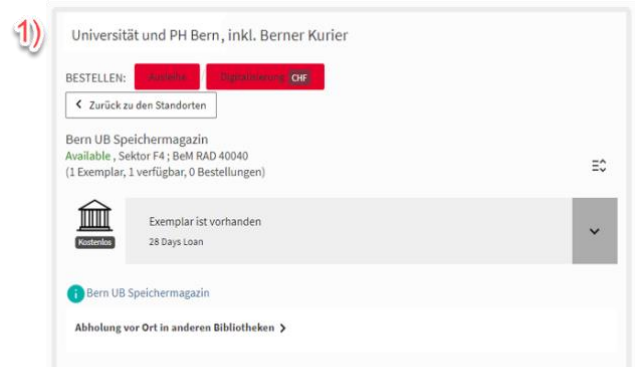 1)
Universität und PH Bern, inkl. Berner Kurier
BESTELLEN: Ausleihe Digitalisierung CHF
Zurück zu den Standorten
Bern UB Speichermagazin
Available , Sektor F4 ; BeM RAD 40040
(1 Exemplar, 1 verfügbar, 0 Bestellungen)
Exemplar ist vorhanden
Kostenlos 28 Days Loan
Bern UB Speichermagazin
Abholung vor Ort in anderen Bibliotheken